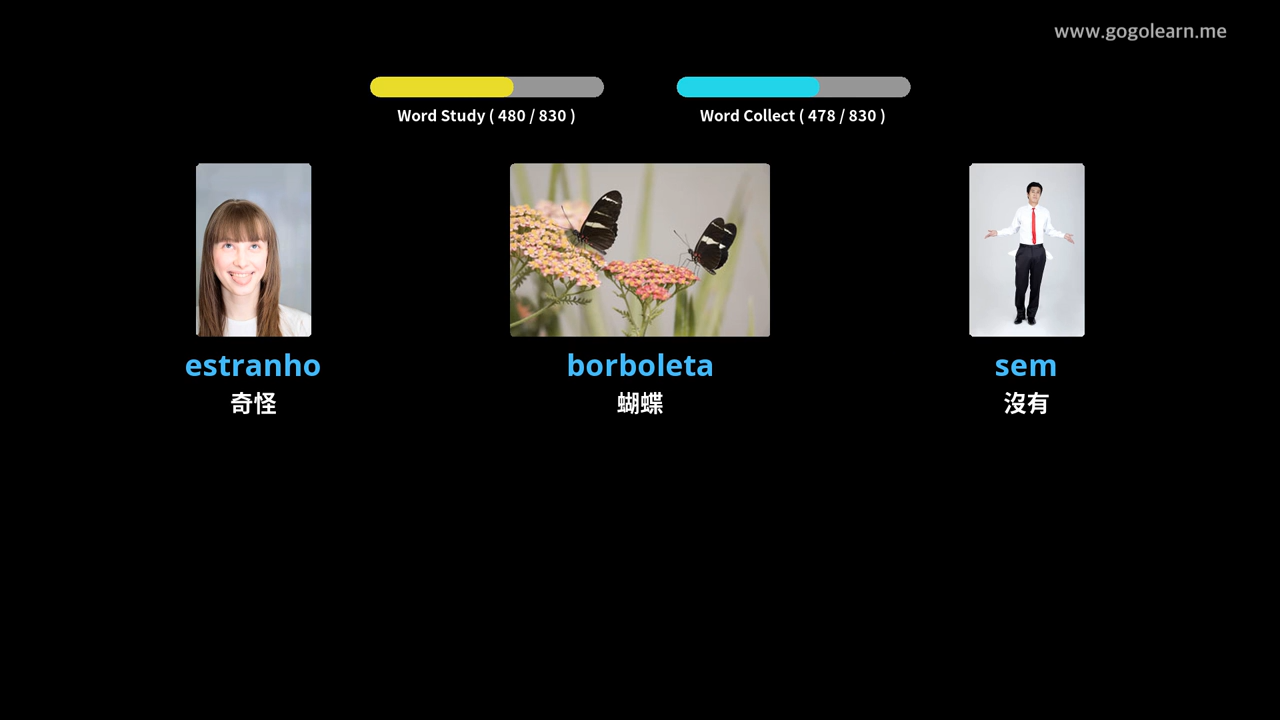 www.gogolearn.me
Word Study ( 480 / 830 )
Word Collect ( 478 / 830 )
estranho
奇怪
borboleta
蝴蝶
sem
沒有